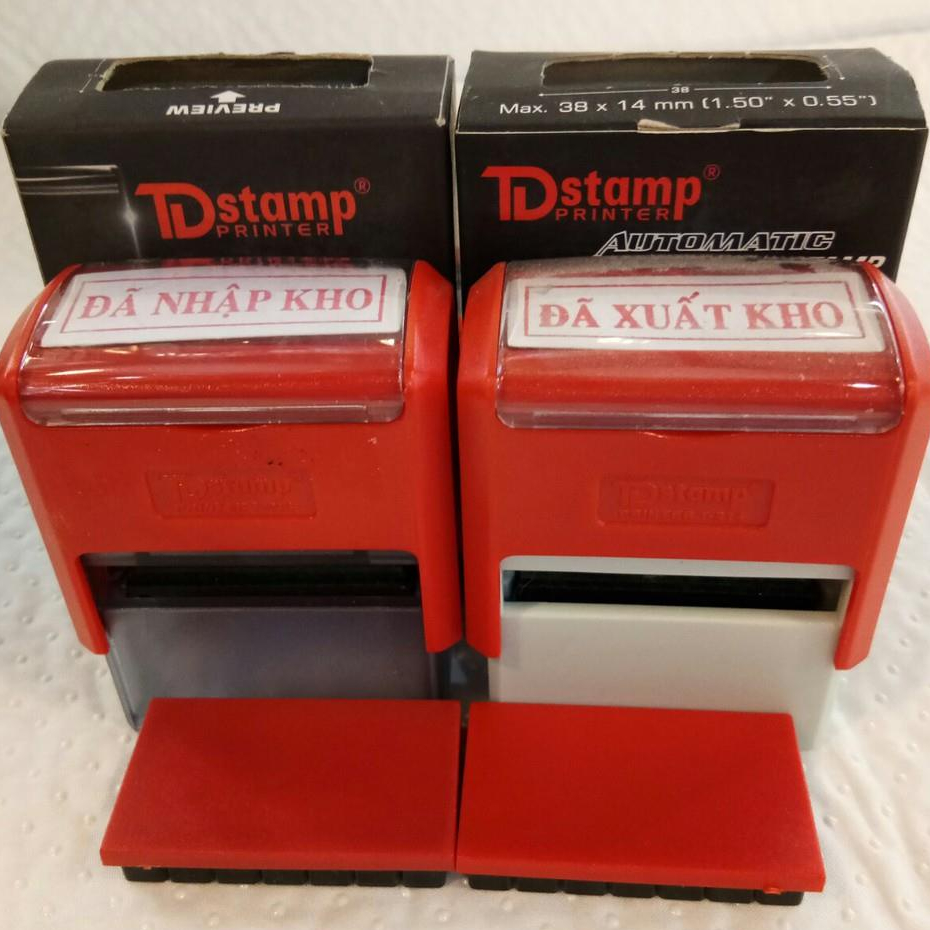 PREVIEW
TDstamp®
PRINTER
38
Max. 38 x 14 mm (1.50" x 0.55")
TDstamp®
PRINTER
AUTOMATIC
ĐÃ NHẬP KHO
ĐÃ XUẤT KHO
TDstamp
TDstamp